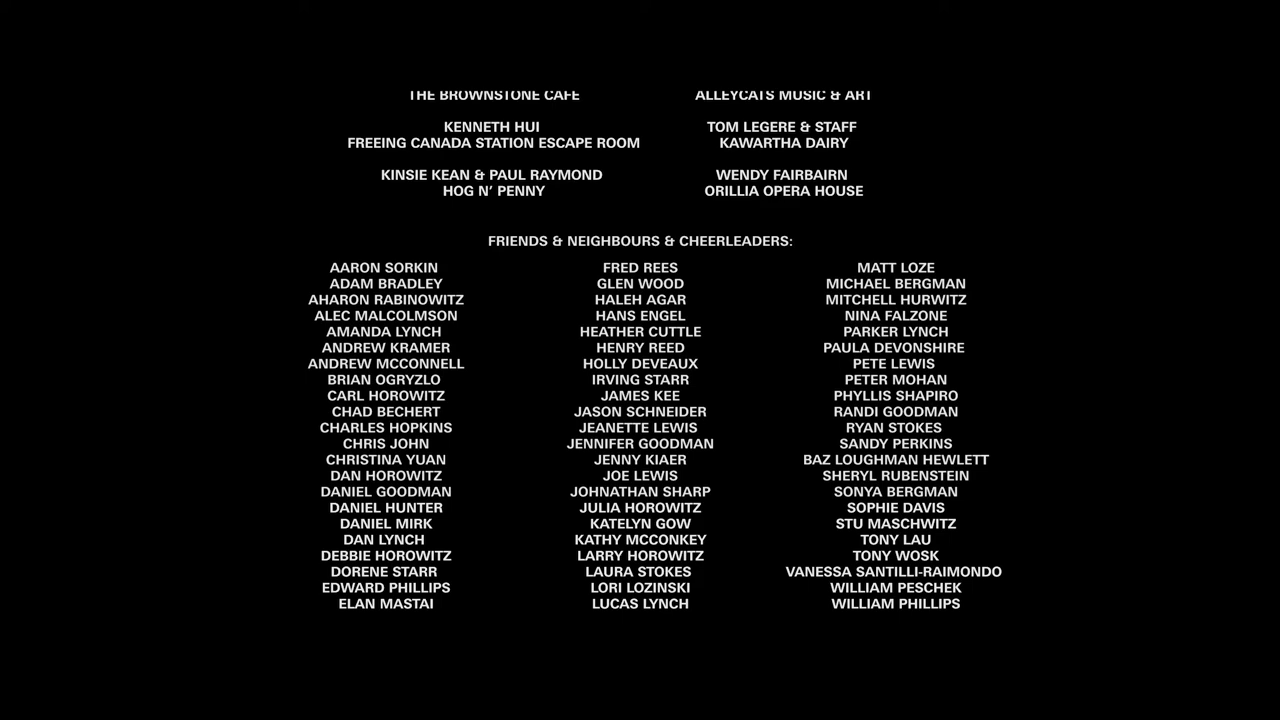 THE BROWNSTONE CAFE
ALLEYCATS MUSIC & ART
KENNETH HUI
FREEING CANADA STATION ESCAPE ROOM
TOM LEGERE & STAFF
KAWARTHA DAIRY
KINSIE KEAN & PAUL RAYMOND
HOG N' PENNY
WENDY FAIRBAIRN
ORILLIA OPERA HOUSE
FRIENDS & NEIGHBOURS & CHEERLEADERS:
AARON SORKIN
ADAM BRADLEY
AHARON RABINOWITZ
ALEC MALCOLMSON
AMANDA LYNCH
ANDREW KRAMER
ANDREW MCCONNELL
BRIAN OGRYZLO
CARL HOROWITZ
CHAD BECHERT
CHARLES HOPKINS
CHRIS JOHN
CHRISTINA YUAN
DAN HOROWITZ
DANIEL GOODMAN
DANIEL HUNTER
DANIEL MIRK
DAN LYNCH
DEBBIE HOROWITZ
DORENE STARR
EDWARD PHILLIPS
ELAN MASTAI
FRED REES
GLEN WOOD
HALEH AGAR
HANS ENGEL
HEATHER CUTTLE
HENRY REED
HOLLY DEVEAUX
IRVING STARR
JAMES KEE
JASON SCHNEIDER
JEANETTE LEWIS
JENNIFER GOODMAN
JENNY KIAER
JOE LEWIS
JOHNATHAN SHARP
JULIA HOROWITZ
KATELYN GOW
KATHY MCCONKEY
LARRY HOROWITZ
LAURA STOKES
LORI LOZINSKI
LUCAS LYNCH
MATT LOZE
MICHAEL BERGMAN
MITCHELL HURWITZ
NINA FALZONE
PARKER LYNCH
PAULA DEVONSHIRE
PETE LEWIS
PETER MOHAN
PHYLLIS SHAPIRO
RANDI GOODMAN
RYAN STOKES
SANDY PERKINS
BAZ LOUGHMAN HEWLETT
SHERYL RUBENSTEIN
SONYA BERGMAN
SOPHIE DAVIS
STU MASCHWITZ
TONY LAU
TONY WOSK
VANESSA SANTILLI-RAIMONDO
WILLIAM PESCHEK
WILLIAM PHILLIPS